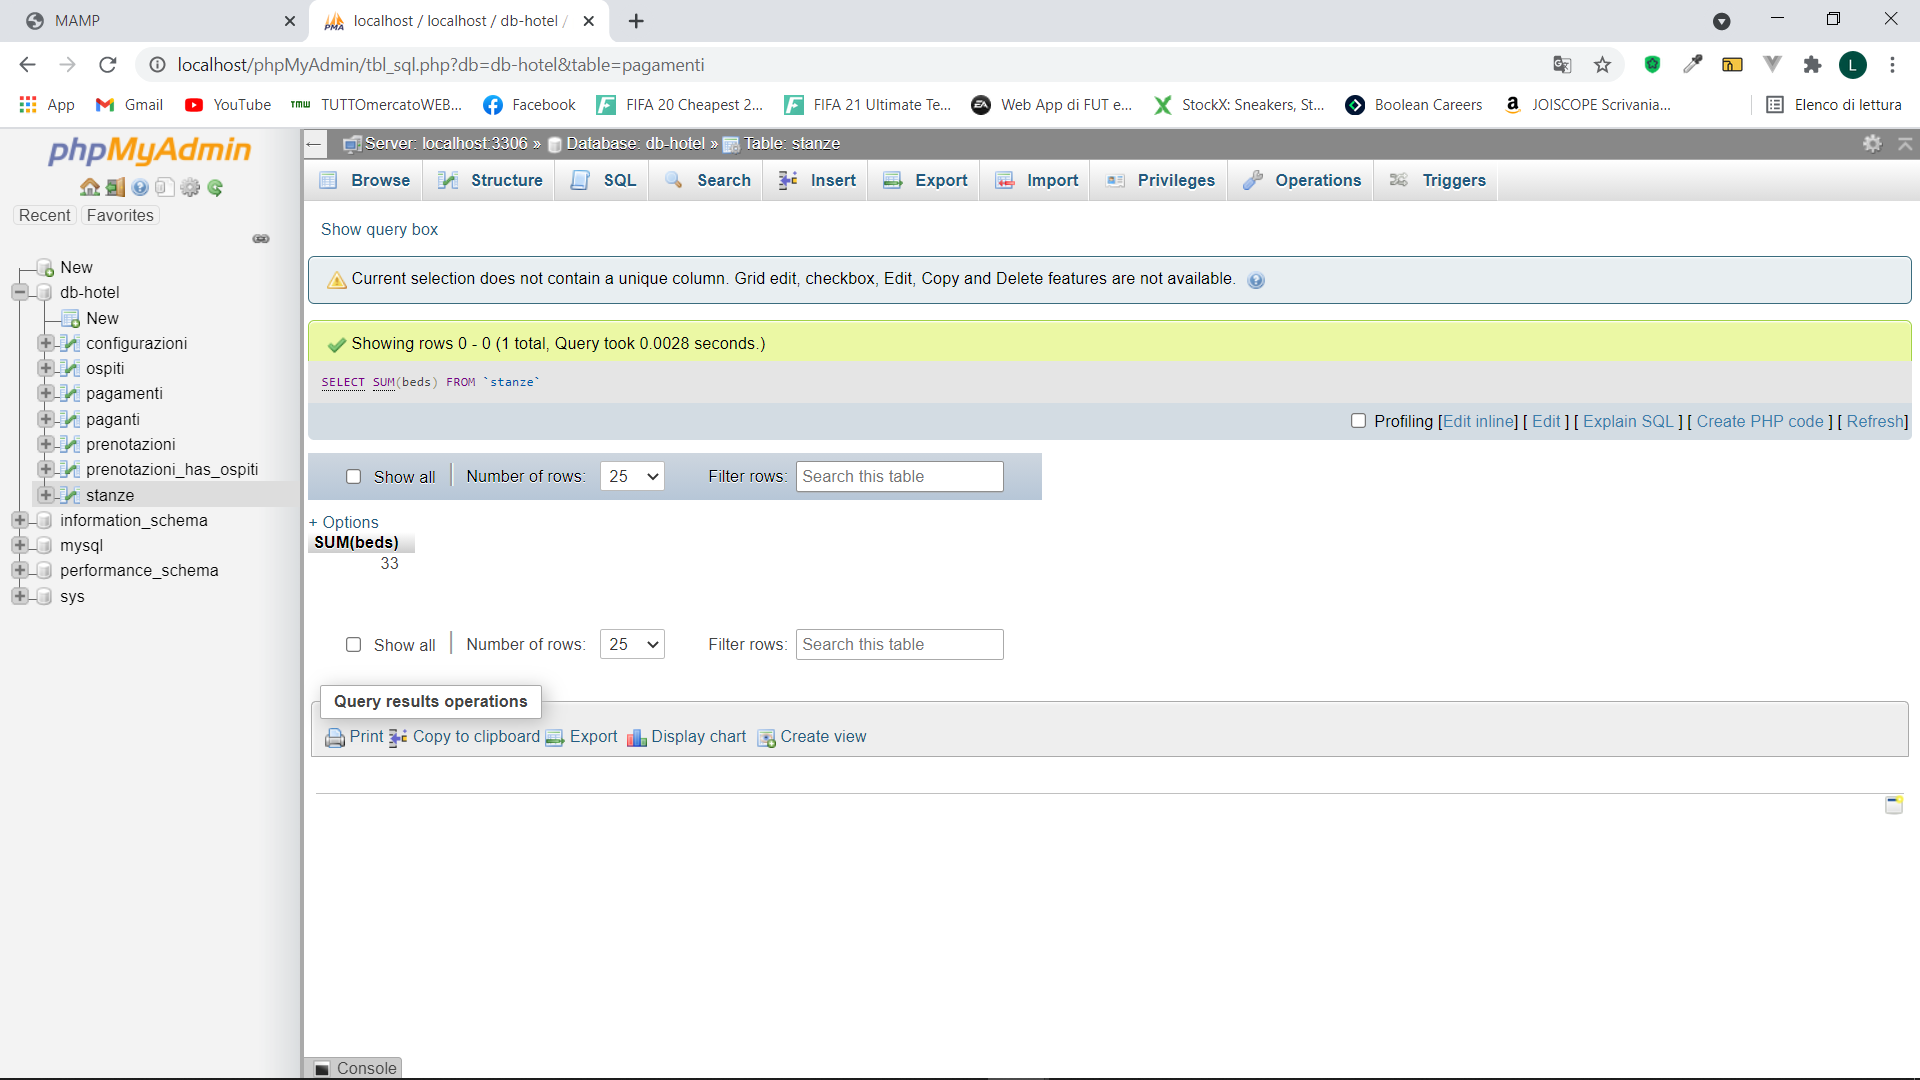 MAMP
localhost / localhost / db-hotel /
localhost/phpMyAdmin/tbl_sql.php?db=db-hotel&table=pagamenti
L
App
Gmail
YouTube
TMW TUTTOmercatoWEB...
Facebook
FIFA 20 Cheapest 2...
FIFA 21 Ultimate Te...
Web App di FUT e...
StockX: Sneakers, St...
Boolean Careers
JOISCOPE Scrivania...
Elenco di lettura
phpMyAdmin
Recent
Favorites
New
db-hotel
New
configurazioni
ospiti
pagamenti
paganti
prenotazioni
prenotazioni_has_ospiti
stanze
information_schema
mysql
performance_schema
sys
Server: localhost:3306 » Database: db-hotel » Table: stanze
Browse
Structure
SQL
Search
Insert
Export
Import
Privileges
Operations
Triggers
Show query box
Current selection does not contain a unique column. Grid edit, checkbox, Edit, Copy and Delete features are not available.
Showing rows 0 - 0 (1 total, Query took 0.0028 seconds.)
SELECT SUM(beds) FROM `stanze`
Profiling [Edit inline] [ Edit ] [ Explain SQL ] [ Create PHP code ] [ Refresh]
Show all
Number of rows:
25
Filter rows:
Search this table
+ Options
SUM(beds)
33
Show all
Number of rows:
25
Filter rows:
Search this table
Query results operations
Print
Copy to clipboard
Export
Display chart
Create view
Console